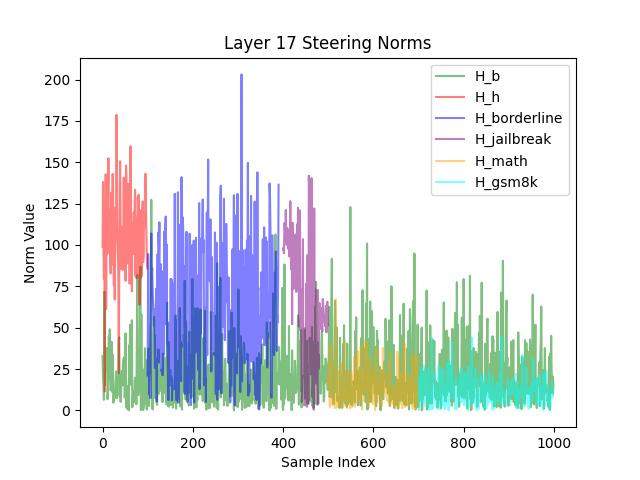 Layer 17 Steering Norms
Norm Value
200
175
150
125
100
75
50
25
0
0
200
400
600
800
1000
Sample Index
H_b
H_h
H_borderline
H_jailbreak
H_math
H_gsm8k